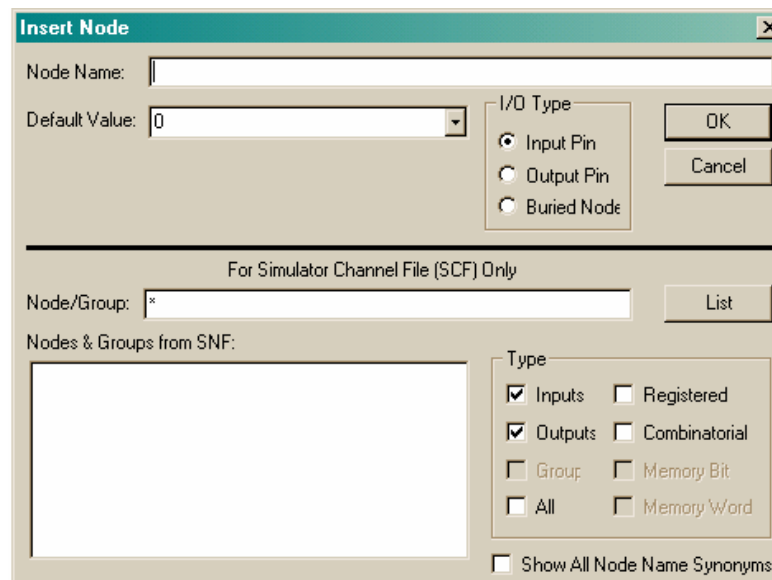 Insert Node
Node Name:
Default Value: 0
I/O Type
Input Pin
Output Pin
Buried Node
OK
Cancel
For Simulator Channel File (SCF) Only
Node/Group: *
List
Nodes & Groups from SNF:
Type
Inputs Registered
Outputs Combinatorial
Group Memory Bit
All Memory Word
Show All Node Name Synonyms